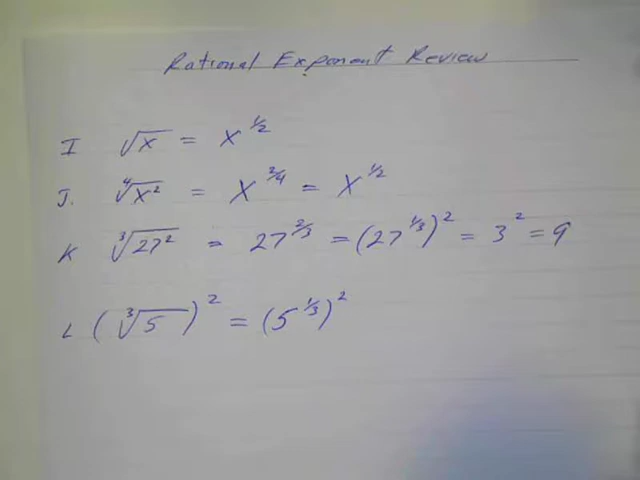 Rational Exponent Review
I √x = x^1/2
J. ⁴√x² = x^2/4 = x^1/2
K ³√27² = 27^2/3 = (27^1/3)² = 3² = 9
L (³√5)² = (5^1/3)²